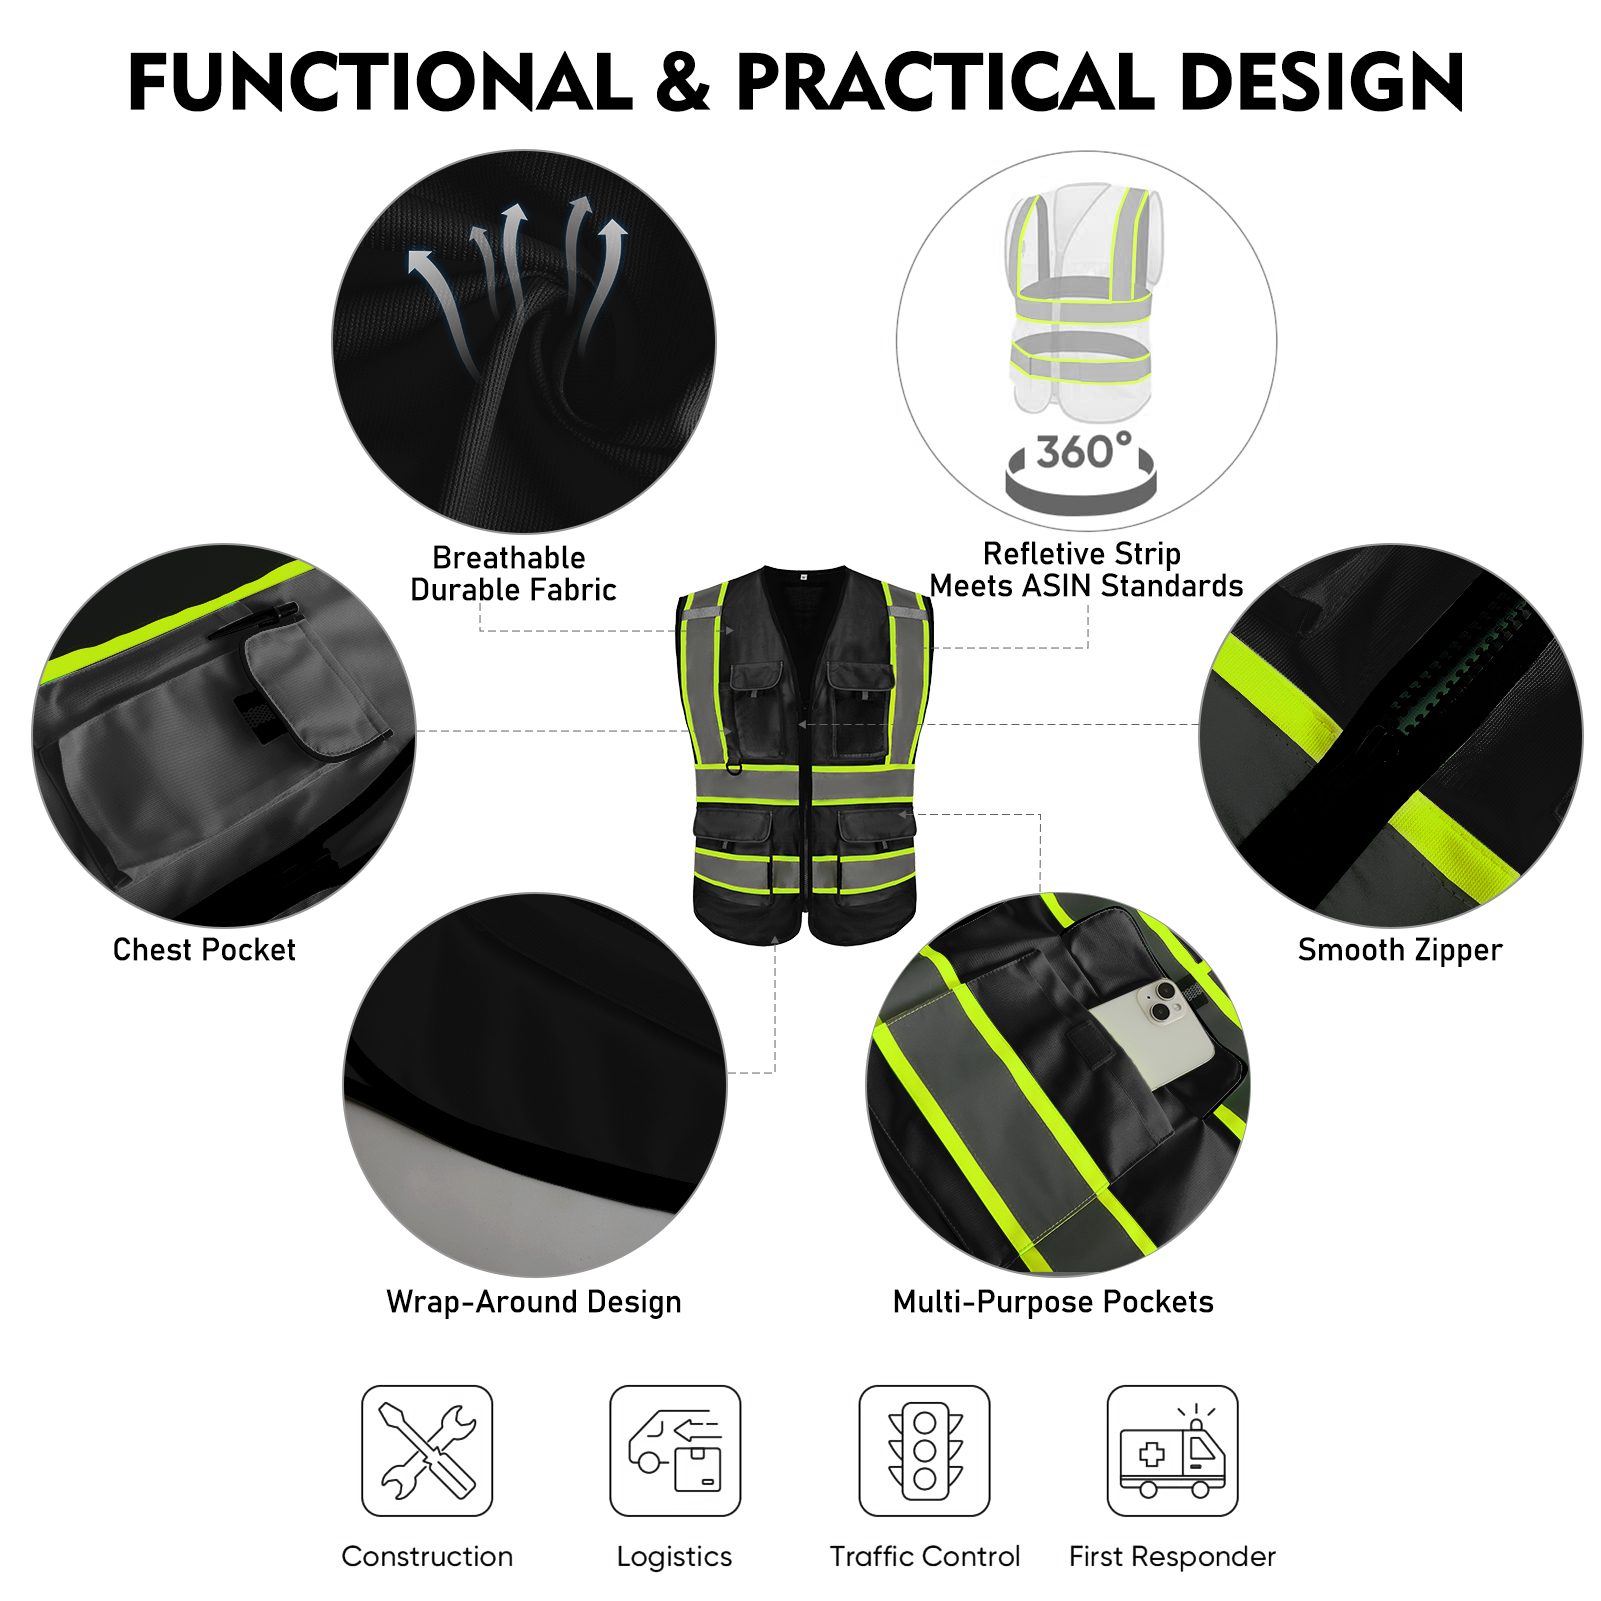 FUNCTIONAL & PRACTICAL DESIGN
360°
Breathable
Durable Fabric
Refletive Strip
Meets ASIN Standards
Chest Pocket
Smooth Zipper
Wrap-Around Design
Multi-Purpose Pockets
Construction
Logistics
Traffic Control
First Responder